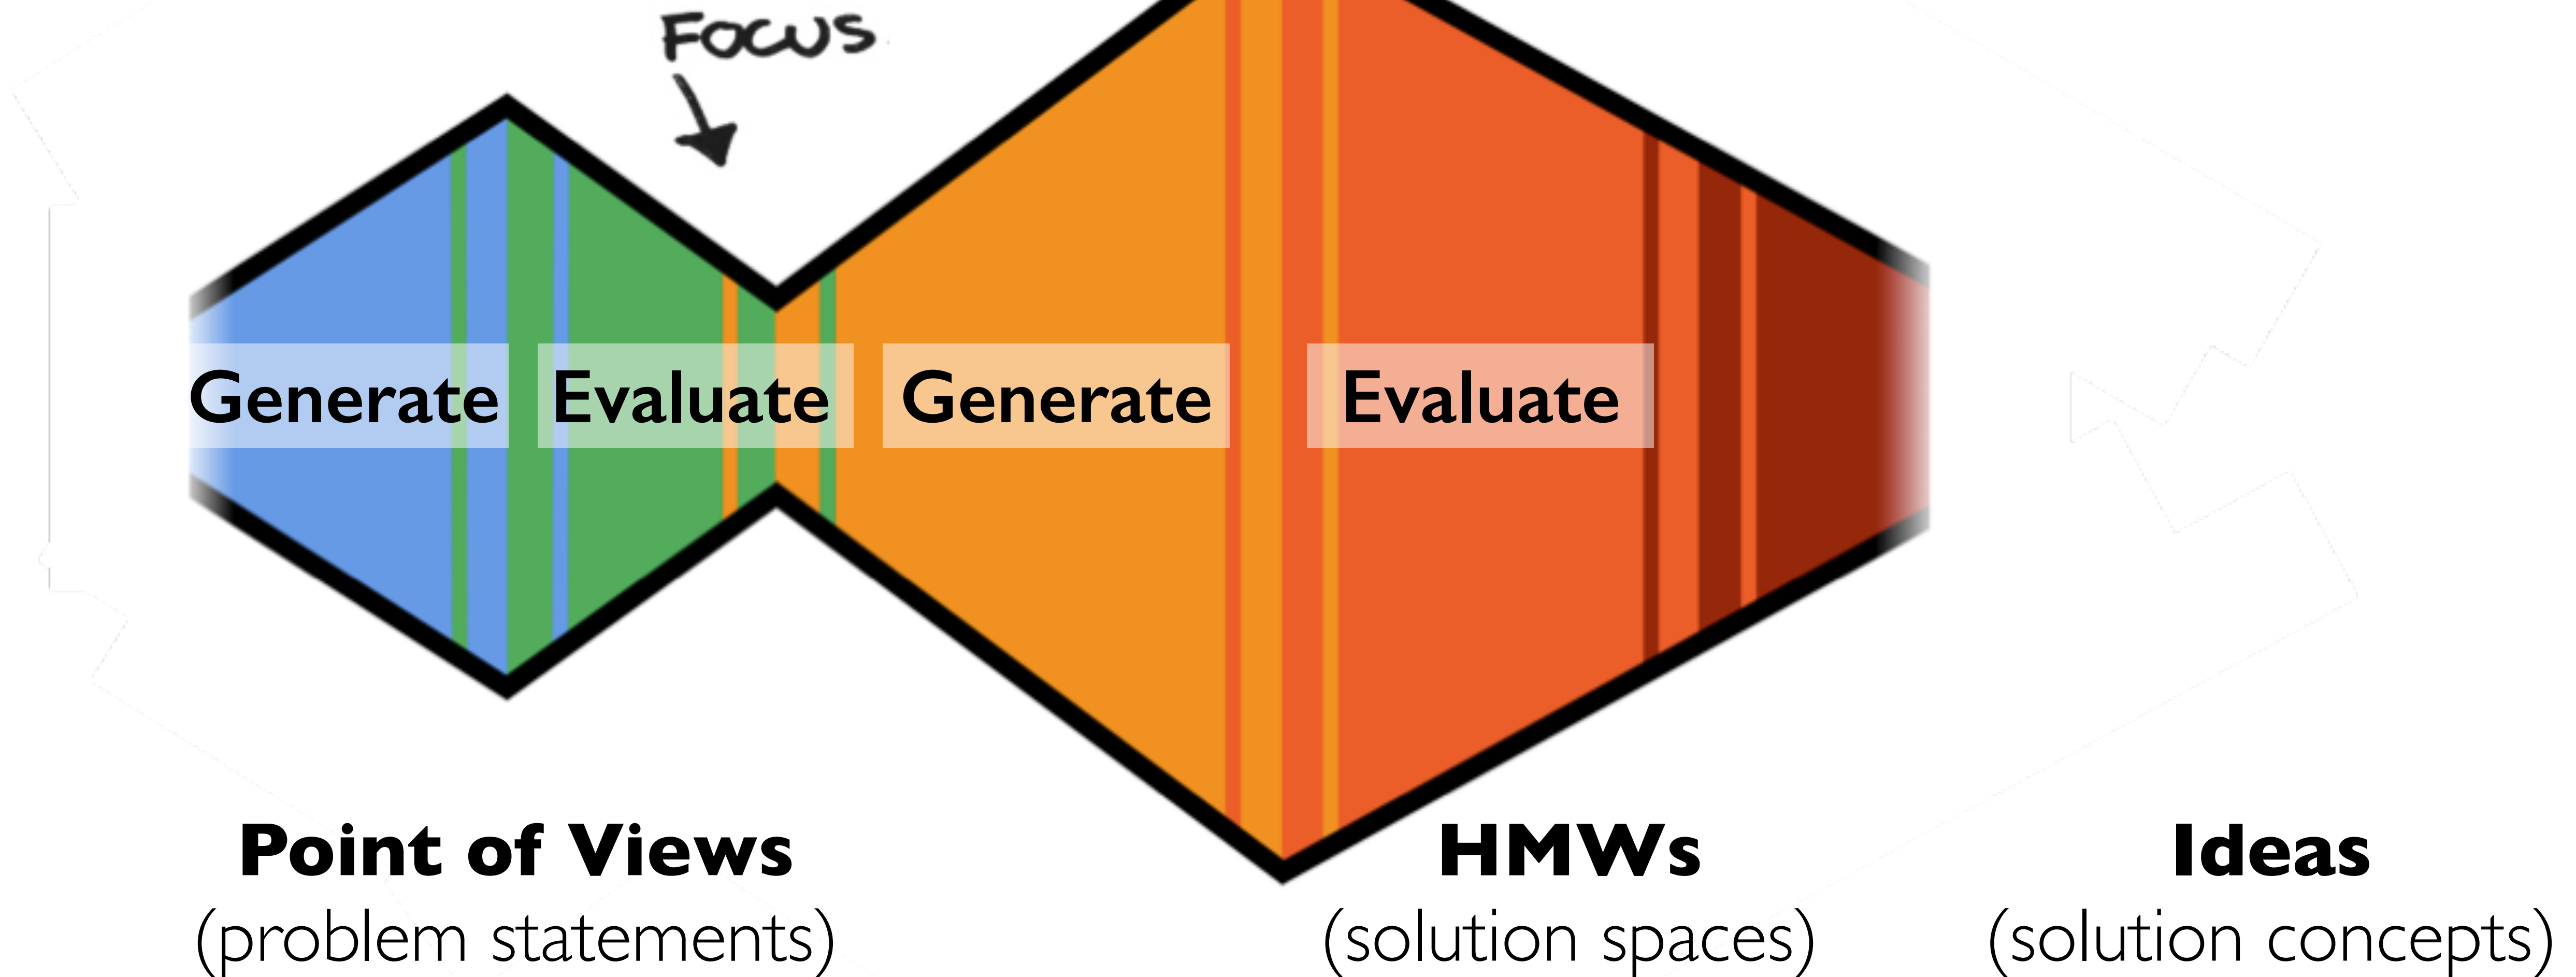 FOCUS
Generate Evaluate Generate Evaluate
Point of Views HMWs Ideas
(problem statements) (solution spaces) (solution concepts)